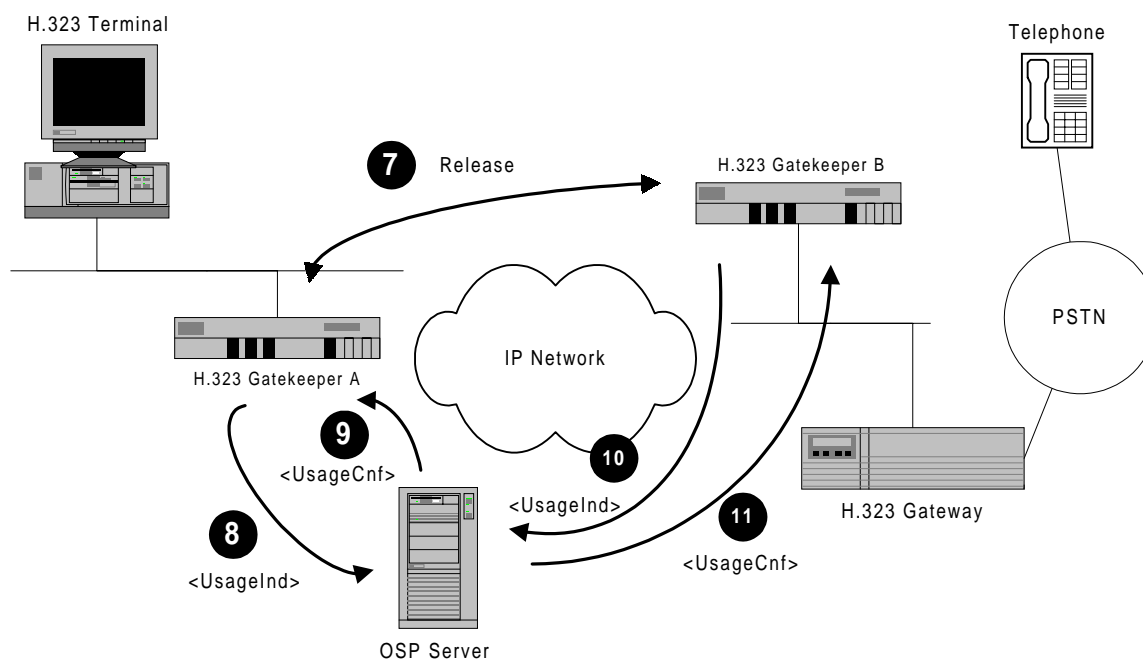 H.323 Terminal
Telephone
7
Release
H.323 Gatekeeper B
PSTN
IP Network
H.323 Gatekeeper A
9
<UsageCnf>
10
<UsageInd>
H.323 Gateway
8
<UsageInd>
11
<UsageCnf>
OSP Server